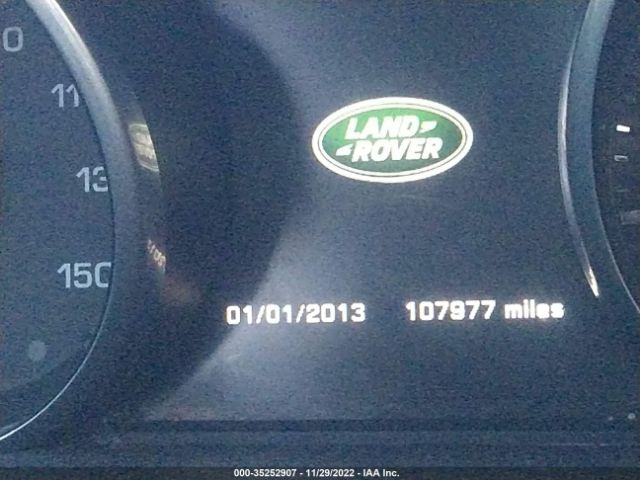 0
11
LAND
ROVER
13
150
01/01/2013 107977 miles
000-35252907 - 11/29/2022 - IAA Inc.